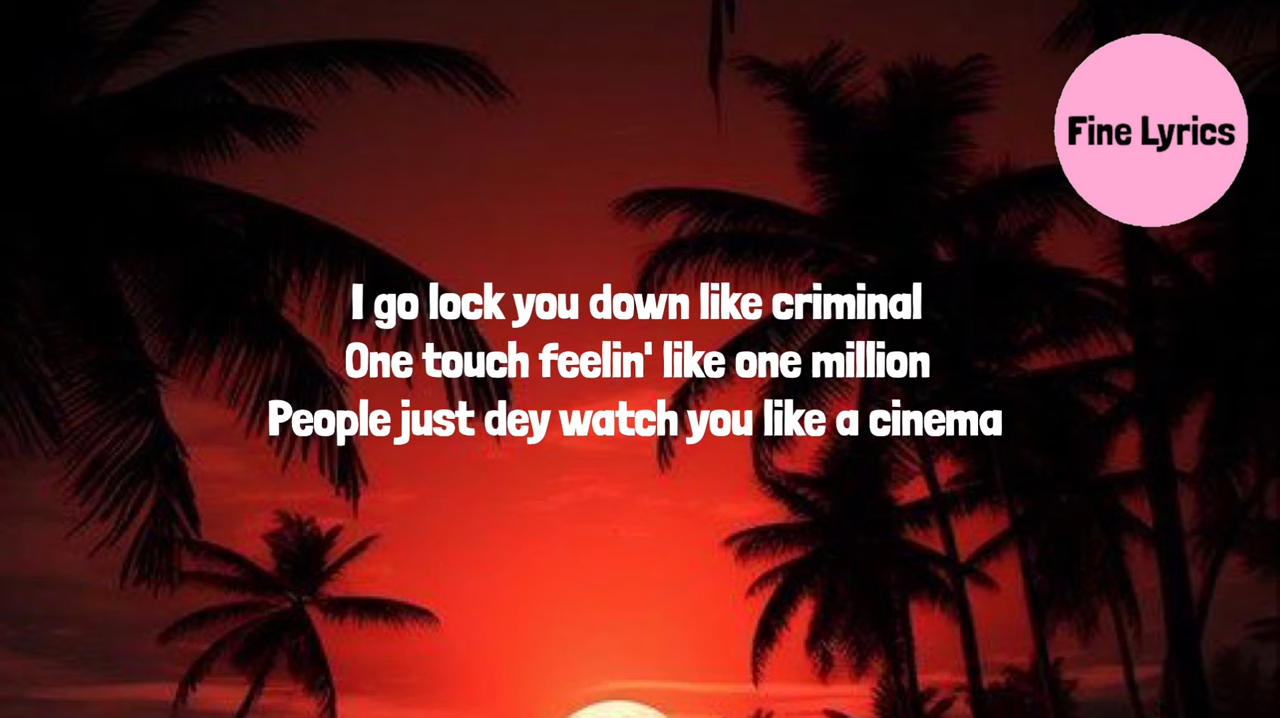 Fine Lyrics
I go lock you down like criminal
One touch feelin' like one million
People just dey watch you like a cinema